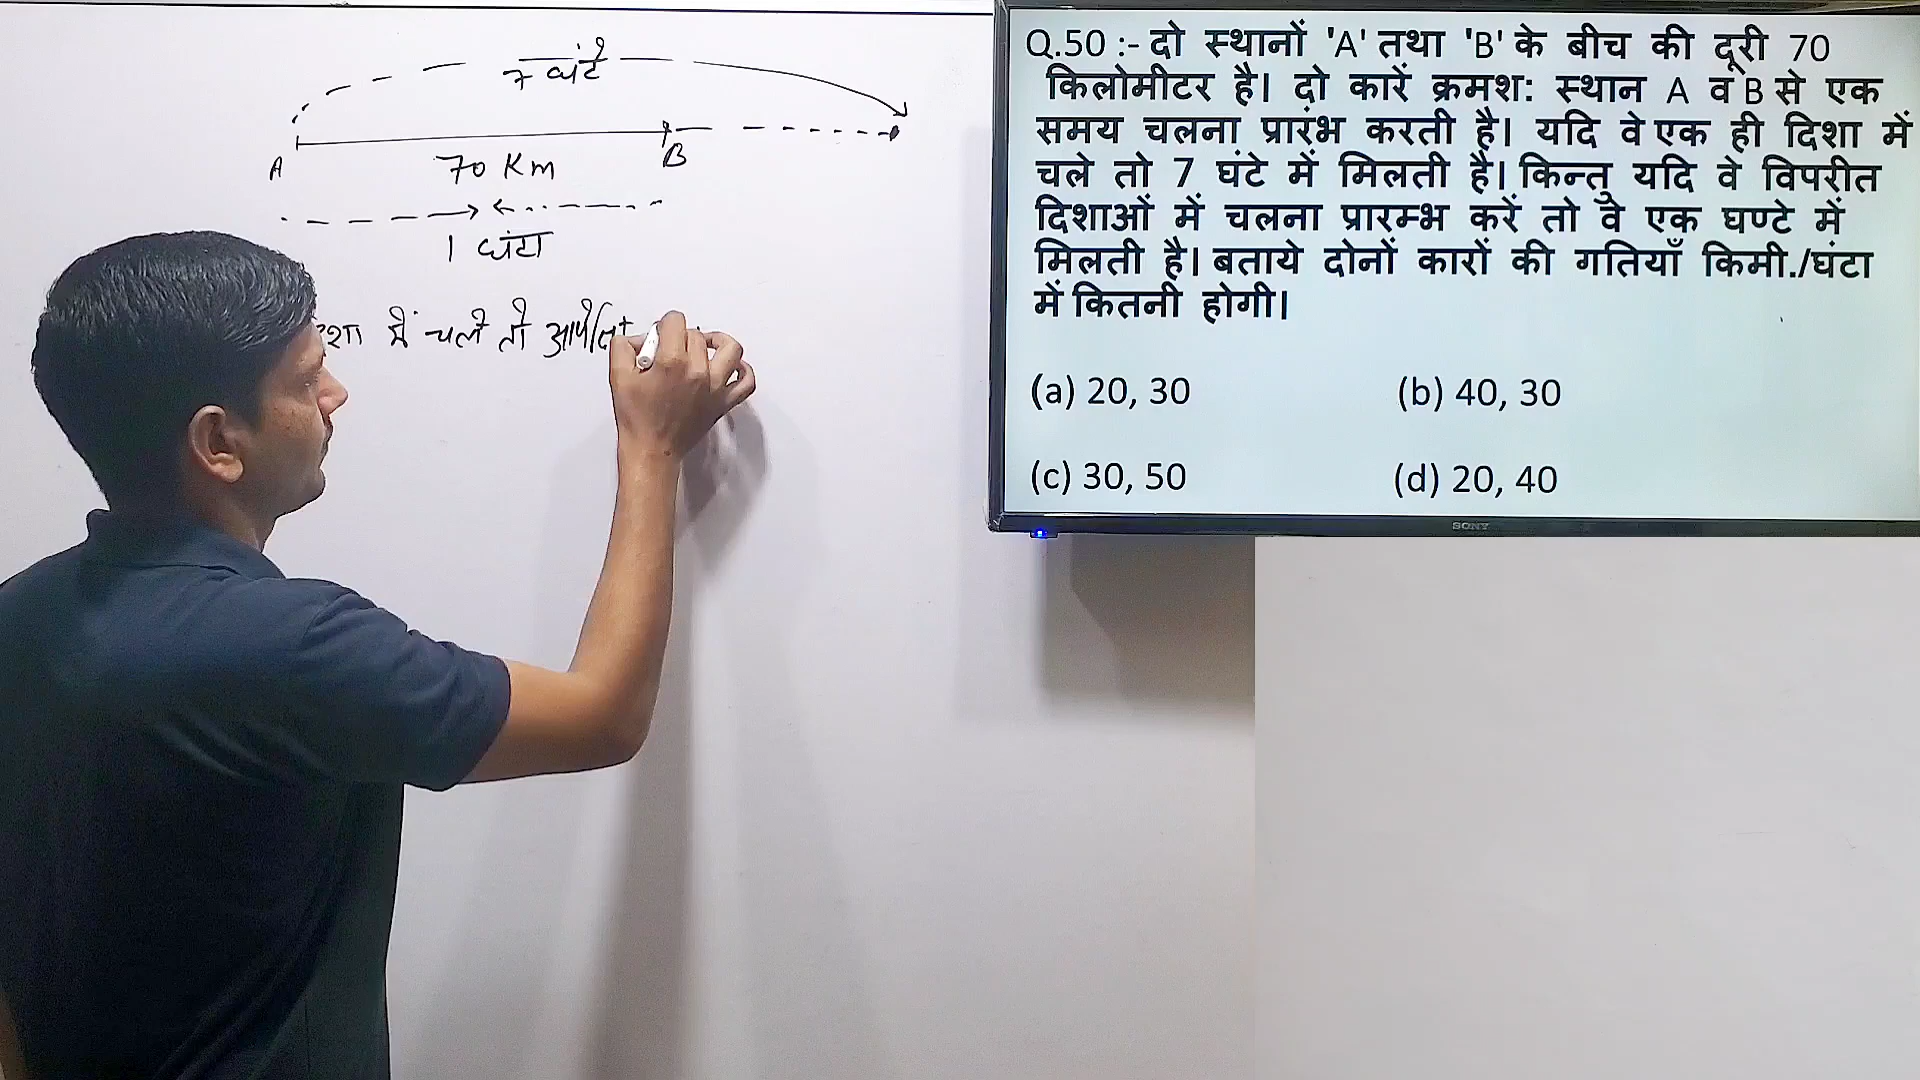 7 घंटे
A
B
70 Km
1 घंटा
शा में चले तो
Q.50 :- दो स्थानों 'A' तथा 'B' के बीच की दूरी 70
किलोमीटर है। दो कारें क्रमश: स्थान A व B से एक
समय चलना प्रारंभ करती है। यदि वे एक ही दिशा में
चले तो 7 घंटे में मिलती है। किन्तु यदि वे विपरीत
दिशाओं में चलना प्रारम्भ करें तो वे एक घण्टे में
मिलती है। बताये दोनों कारों की गतियाँ किमी./घंटा
में कितनी होगी।
(a) 20, 30 (b) 40, 30
(c) 30, 50 (d) 20, 40
SONY